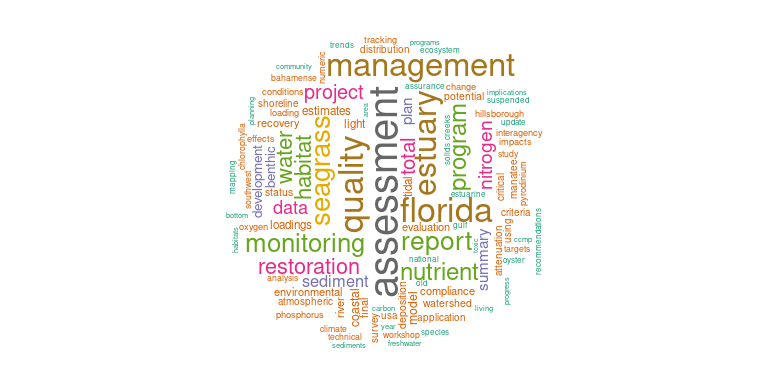 tracking
programs
trends
distribution
ecosystem
community
management
numeric
bahamense
conditions
project
assurance
change
implications
potential
suspended
shoreline
loading
estimates
area
plan
hillsborough
planning
recovery
light
update
interagency
chlorophylla
effects
water
habitat
seagrass
quality
assessment
total
estuary
solids
creeks
program
nitrogen
impacts
study
mapping
southwest
development
benthic
status
tidal
estuarine
critical
manatee
pyrodinium
data
florida
criteria
bottom
oxygen
loadings
evaluation
gulf
using
recommendations
habitats
monitoring
report
summary
toxic
attenuation
ccmp
targets
oyster
restoration
national
nutrient
analysis
sediment
old
progress
environmental
compliance
atmospheric
river
coastal
final
carbon
deposition
model
watershed
living
phosphorus
usa
application
climate
survey
year
species
technical
workshop
sediments
freshwater